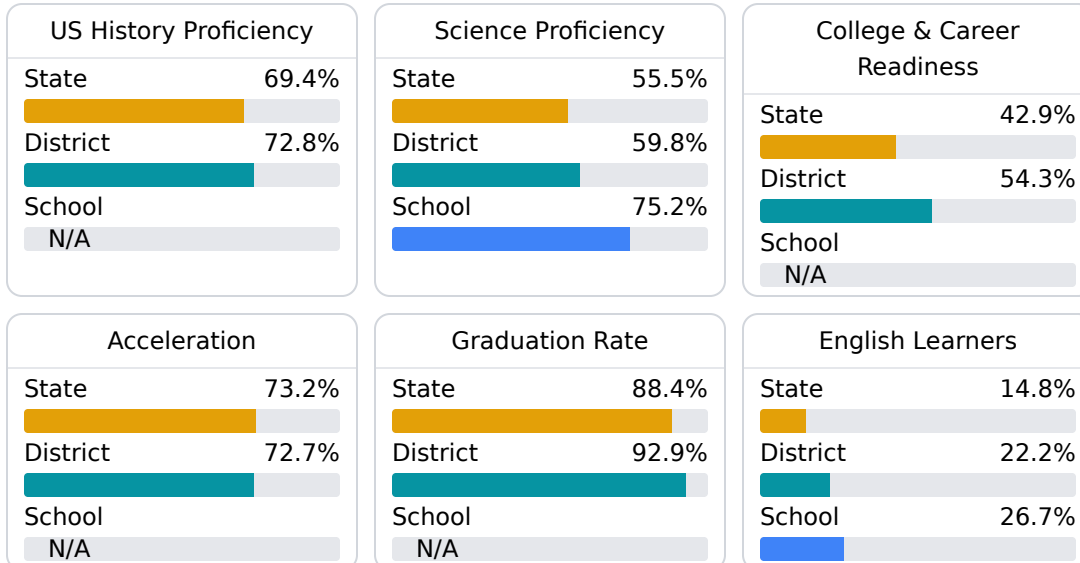 US History Proficiency
State 69.4%
District 72.8%
School
N/A
Science Proficiency
State 55.5%
District 59.8%
School 75.2%
College & Career
Readiness
State 42.9%
District 54.3%
School
N/A
Acceleration
State 73.2%
District 72.7%
School
N/A
Graduation Rate
State 88.4%
District 92.9%
School
N/A
English Learners
State 14.8%
District 22.2%
School 26.7%